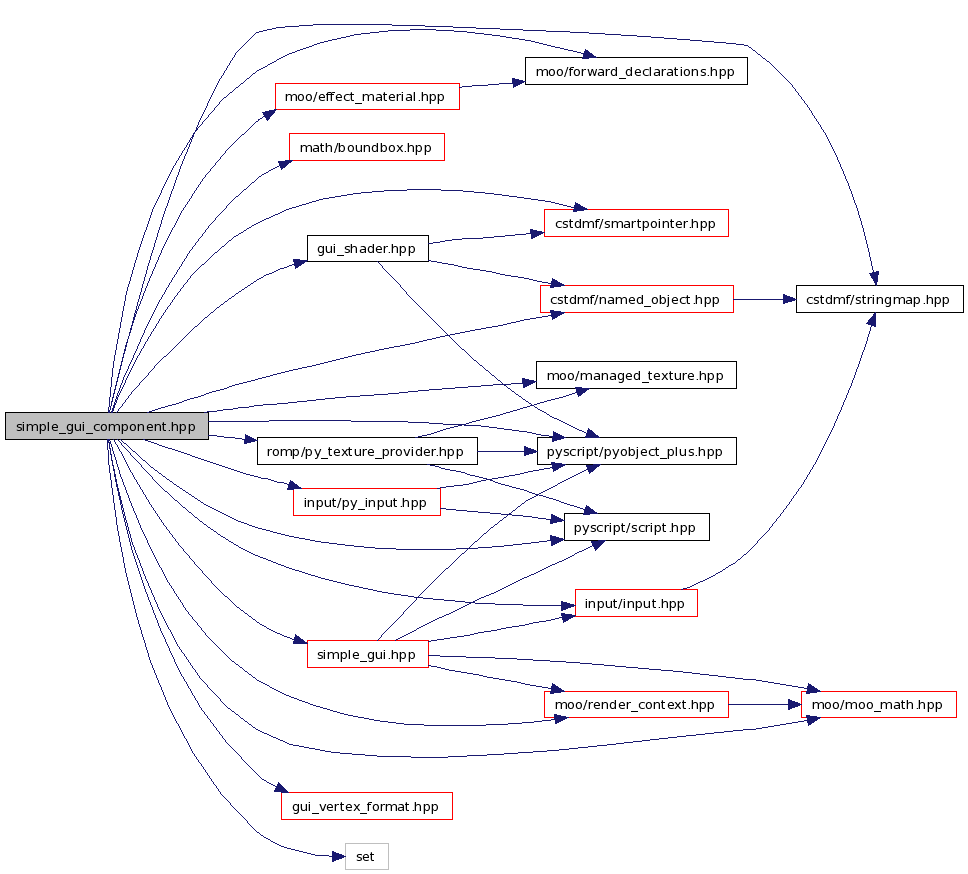 moo/forward_declarations.hpp
moo/effect_material.hpp
math/boundbox.hpp
cstdmf/smartpointer.hpp
gui_shader.hpp
cstdmf/named_object.hpp
cstdmf/stringmap.hpp
moo/managed_texture.hpp
simple_gui_component.hpp
romp/py_texture_provider.hpp
pyscript/pyobject_plus.hpp
input/py_input.hpp
pyscript/script.hpp
input/input.hpp
simple_gui.hpp
moo/render_context.hpp
moo/moo_math.hpp
gui_vertex_format.hpp
set